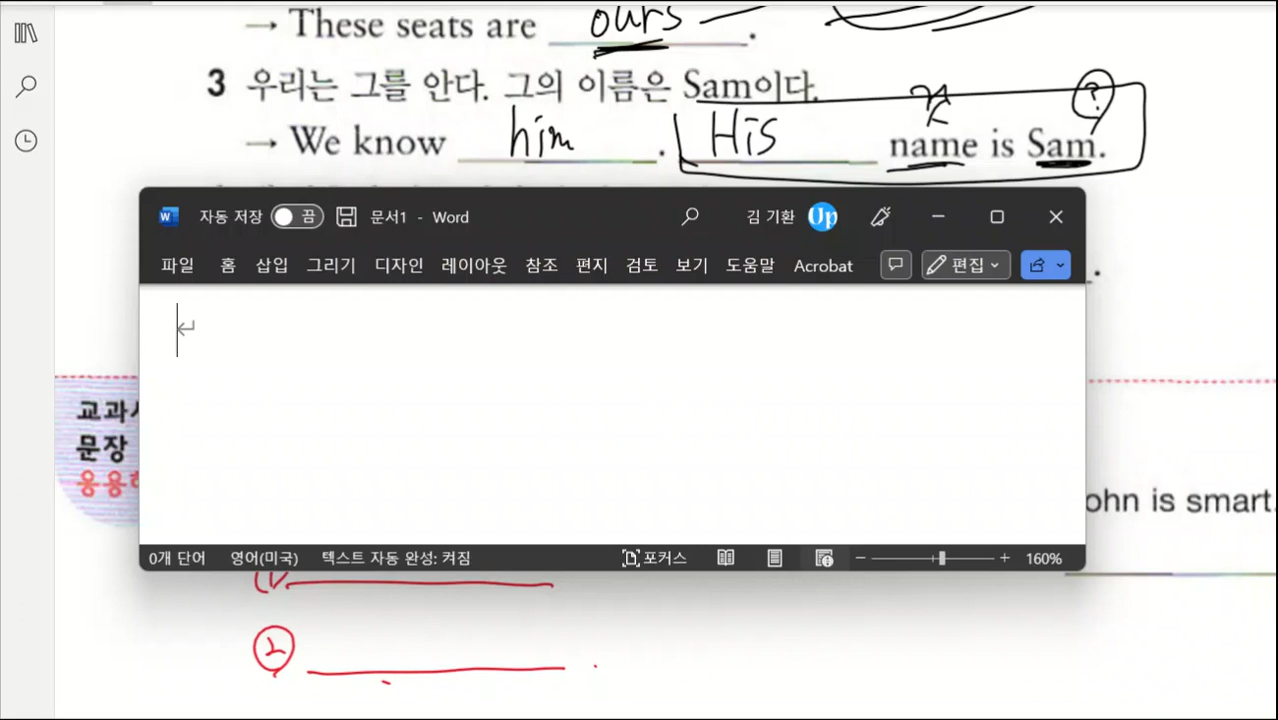 → These seats are ours.
3 우리는 그를 안다. 그의 이름은 Sam이다.
?
→ We know him. His name is Sam.
자동 저장 끔 문서1 - Word 김 기환 Up
파일 홈 삽입 그리기 디자인 레이아웃 참조 편지 검토 보기 도움말 Acrobat 편집
.
교과
문장
응용
ohn is smart.
0개 단어 영어(미국) 텍스트 자동 완성: 켜짐 포커스 160%
2